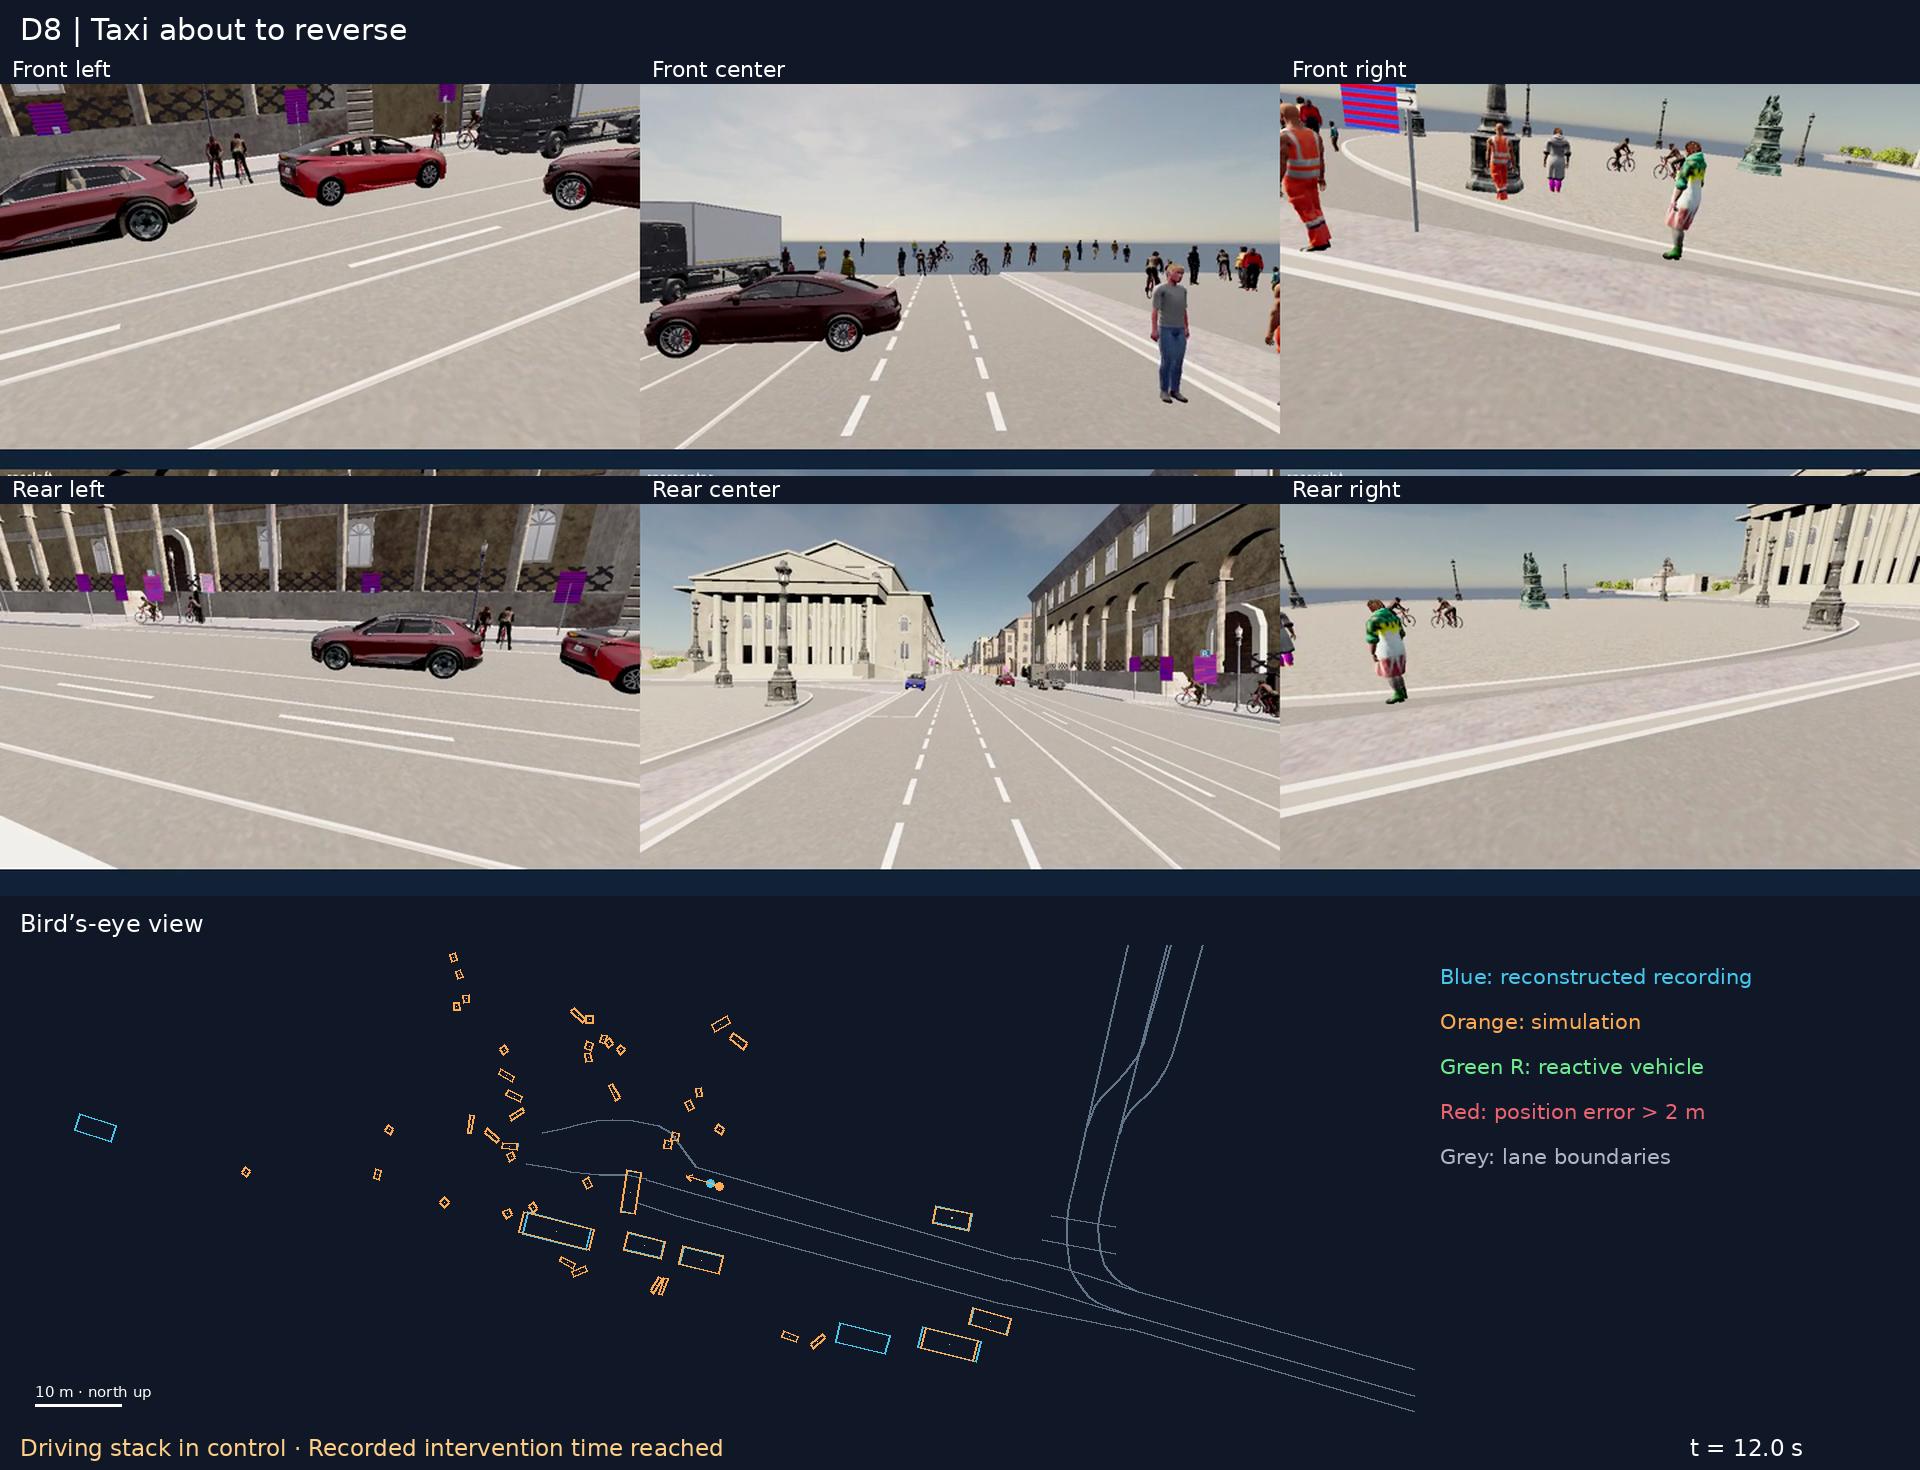 D8 | Taxi about to reverse
Front left
Front center
Front right
Rear left
Rear center
Rear right
Bird’s-eye view
Blue: reconstructed recording
Orange: simulation
Green R: reactive vehicle
Red: position error > 2 m
Grey: lane boundaries
10 m · north up
Driving stack in control · Recorded intervention time reached
t = 12.0 s